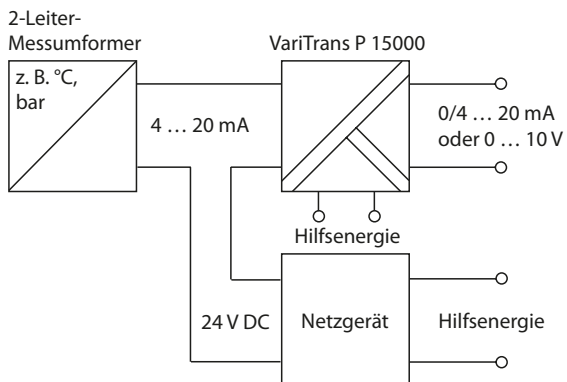 2-Leiter-
Messumformer
VariTrans P 15000
z. B. °C,
bar
4 … 20 mA
0/4 … 20 mA
oder 0 … 10 V
Hilfsenergie
24 V DC
Netzgerät
Hilfsenergie